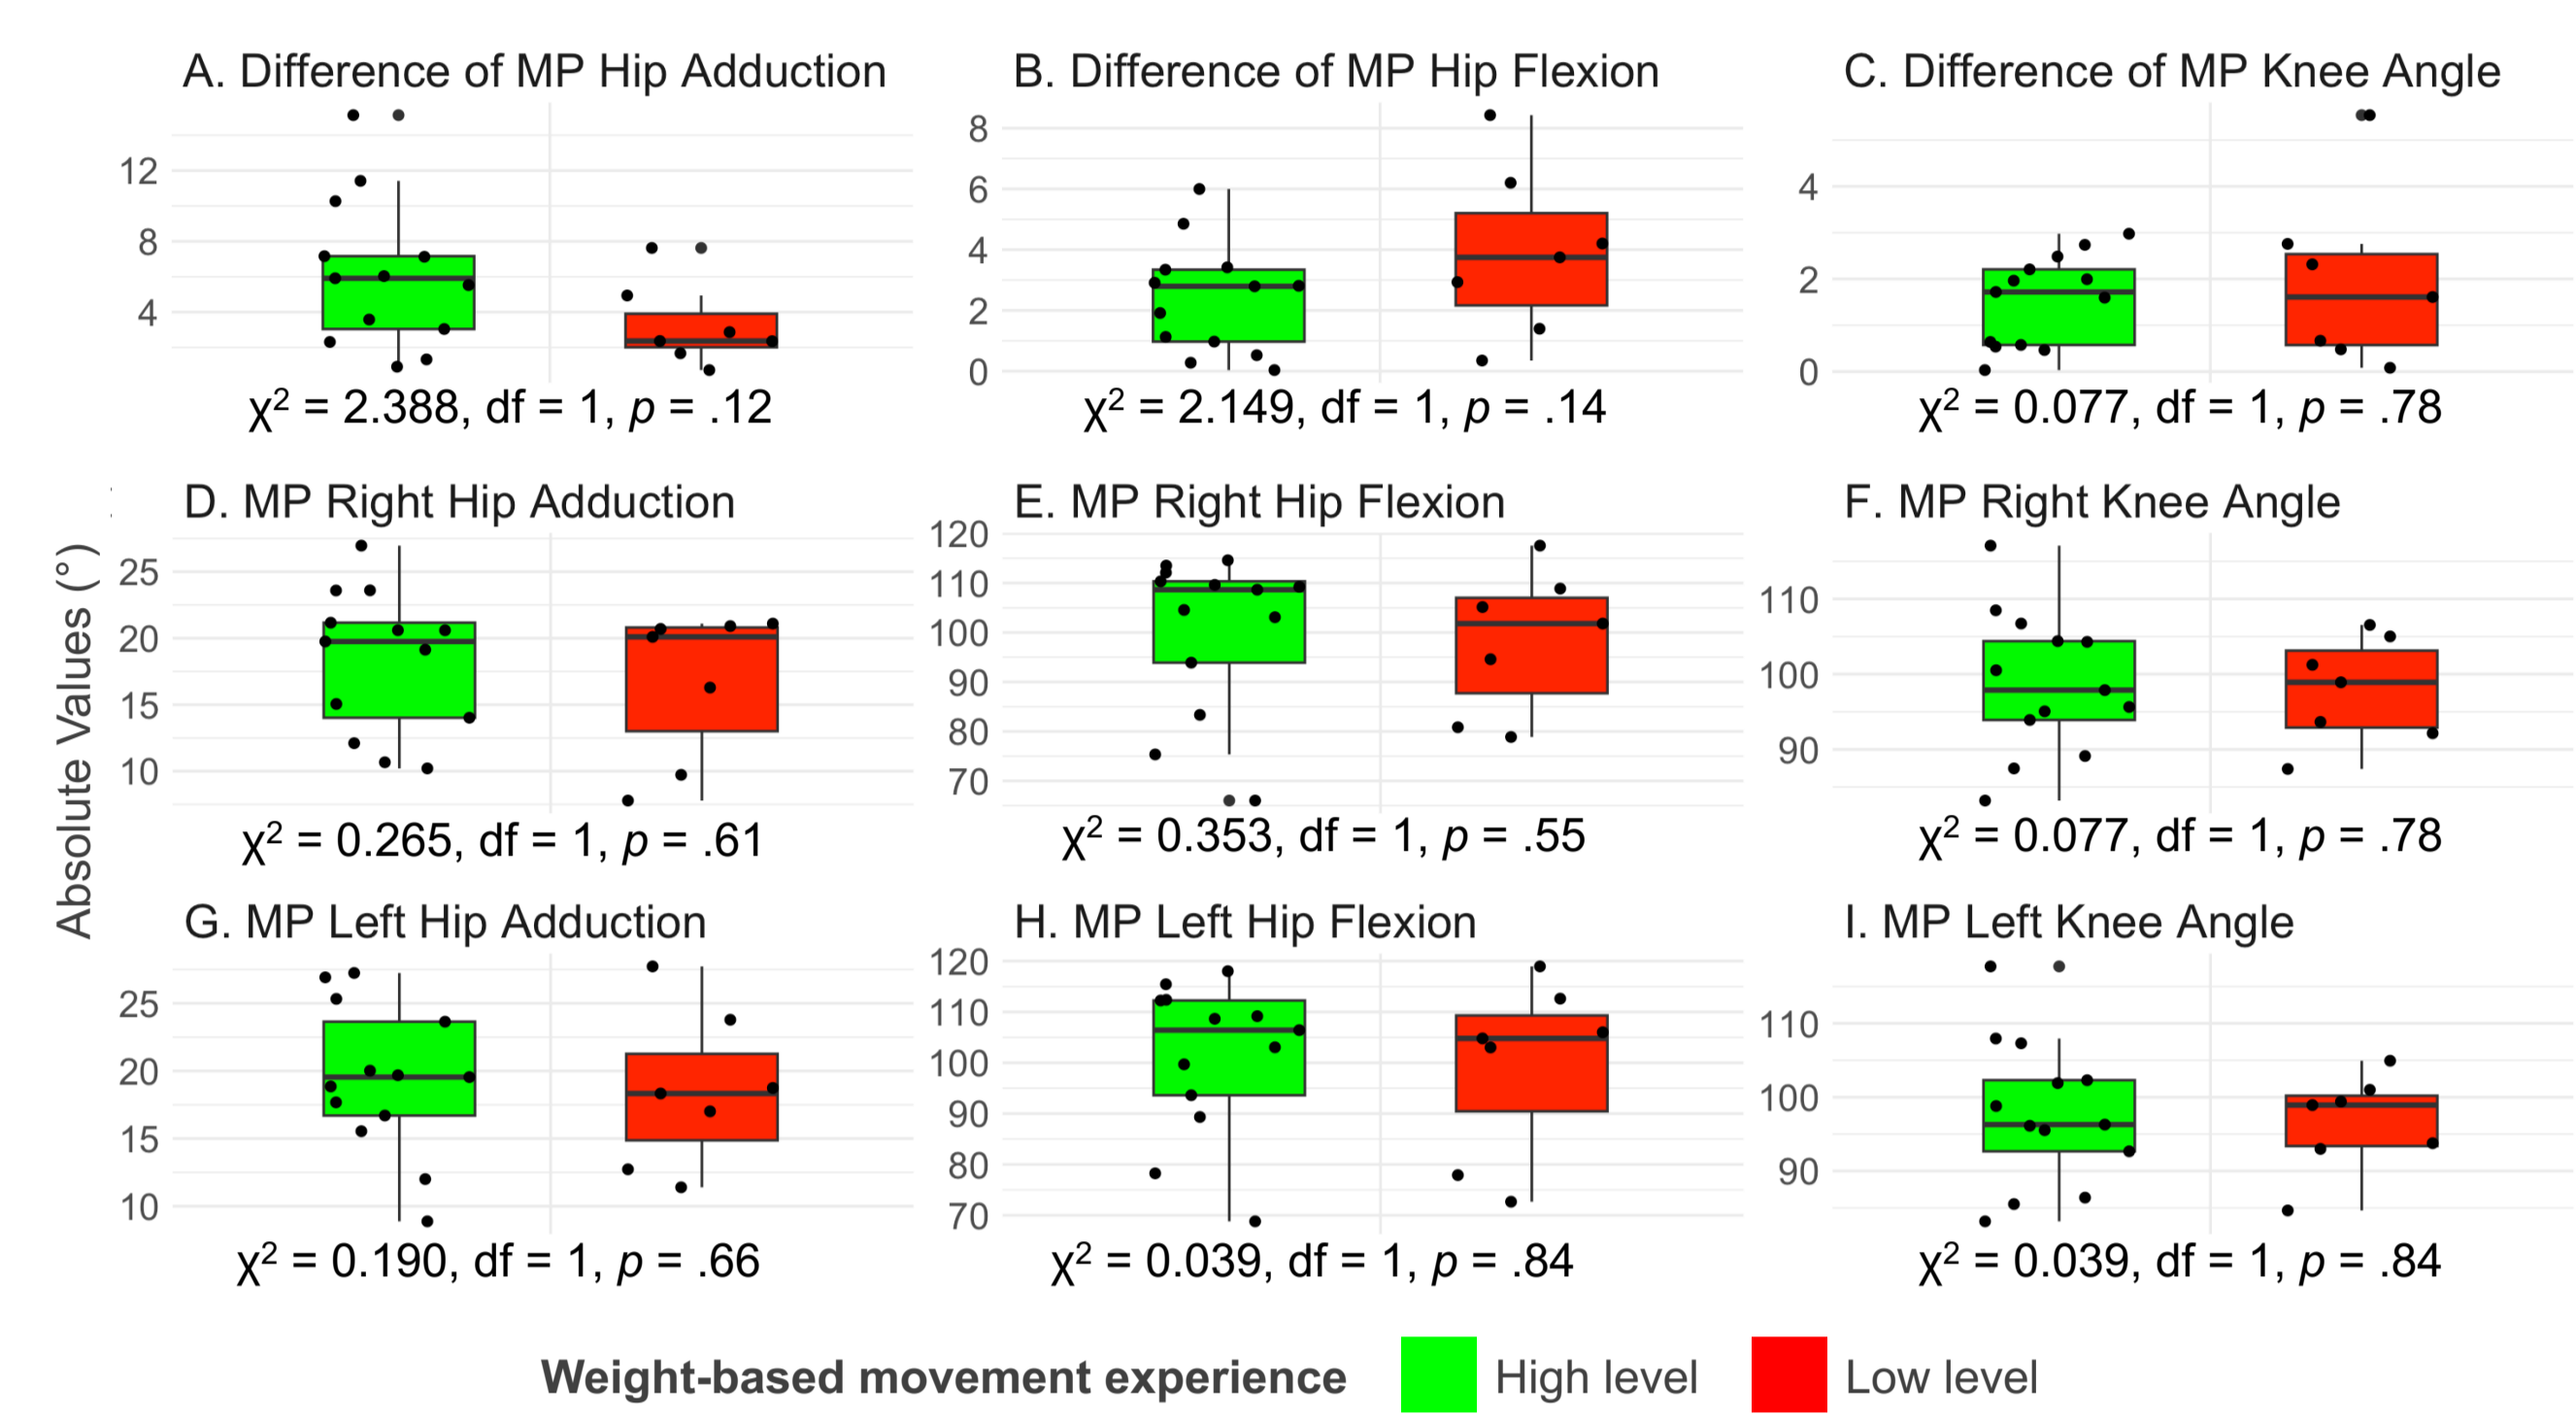 A. Difference of MP Hip Adduction
B. Difference of MP Hip Flexion
C. Difference of MP Knee Angle
12
8
4
8
6
4
2
0
4
2
0
χ² = 2.388, df = 1, p = .12
χ² = 2.149, df = 1, p = .14
χ² = 0.077, df = 1, p = .78
Absolute Values (°)
D. MP Right Hip Adduction
E. MP Right Hip Flexion
F. MP Right Knee Angle
25
20
15
10
120
110
100
90
80
70
110
100
90
χ² = 0.265, df = 1, p = .61
χ² = 0.353, df = 1, p = .55
χ² = 0.077, df = 1, p = .78
G. MP Left Hip Adduction
H. MP Left Hip Flexion
I. MP Left Knee Angle
25
20
15
10
120
110
100
90
80
70
110
100
90
χ² = 0.190, df = 1, p = .66
χ² = 0.039, df = 1, p = .84
χ² = 0.039, df = 1, p = .84
Weight-based movement experience High level Low level